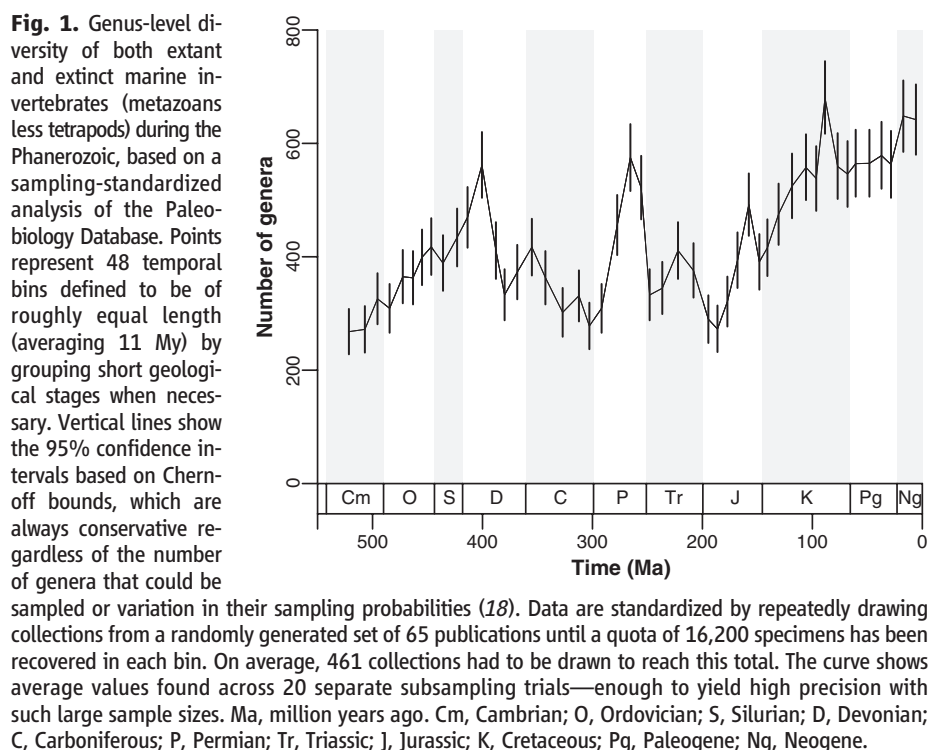 Fig. 1. Genus-level di-
versity of both extant
and extinct marine in-
vertebrates (metazoans
less tetrapods) during the
Phanerozoic, based on a
sampling-standardized
analysis of the Paleo-
biology Database. Points
represent 48 temporal
bins defined to be of
roughly equal length
(averaging 11 My) by
grouping short geologi-
cal stages when neces-
sary. Vertical lines show
the 95% confidence in-
tervals based on Chern-
off bounds, which are
always conservative re-
gardless of the number
of genera that could be
sampled or variation in their sampling probabilities (18). Data are standardized by repeatedly drawing
collections from a randomly generated set of 65 publications until a quota of 16,200 specimens has been
recovered in each bin. On average, 461 collections had to be drawn to reach this total. The curve shows
average values found across 20 separate subsampling trials—enough to yield high precision with
such large sample sizes. Ma, million years ago. Cm, Cambrian; O, Ordovician; S, Silurian; D, Devonian;
C, Carboniferous; P, Permian; Tr, Triassic; J, Jurassic; K, Cretaceous; Pg, Paleogene; Ng, Neogene.
Number of genera
800
600
400
200
0
Cm O S D C P Tr J K Pg Ng
500 400 300 200 100 0
Time (Ma)